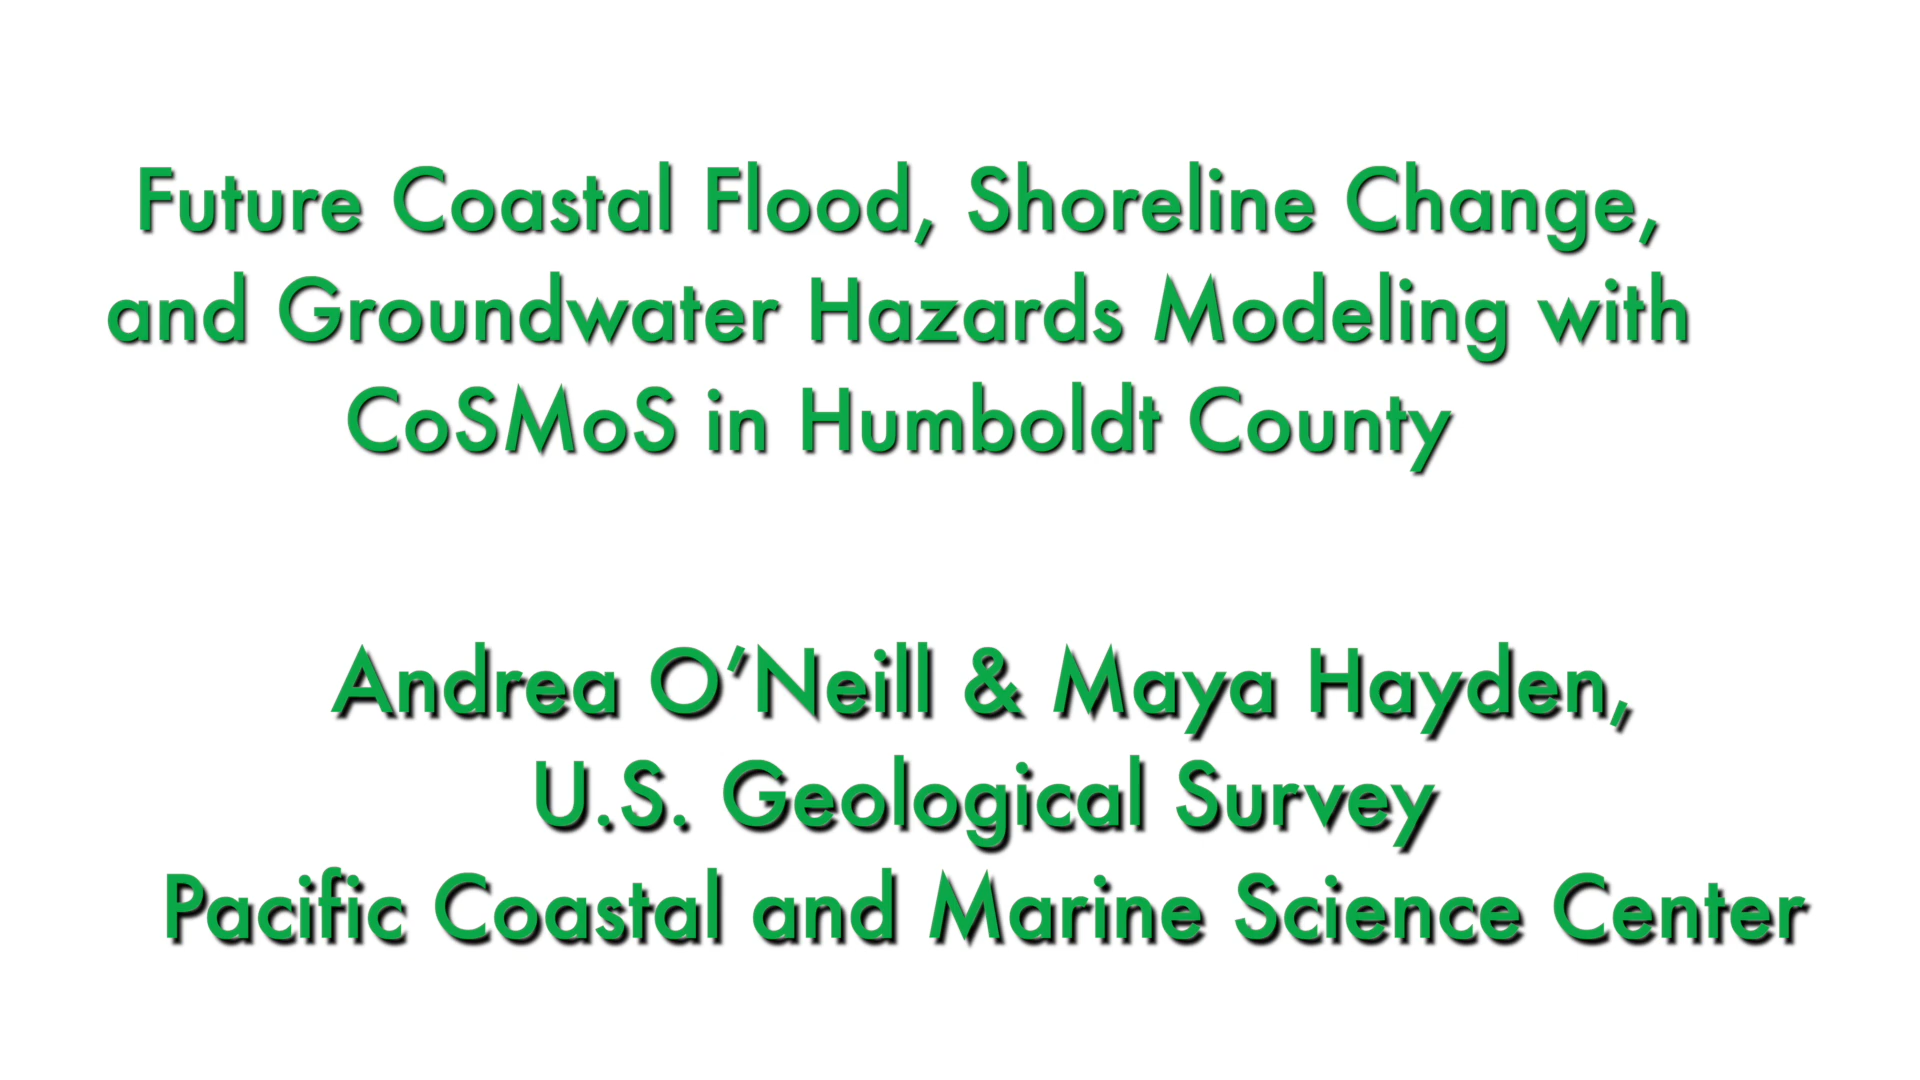 Future Coastal Flood, Shoreline Change,
and Groundwater Hazards Modeling with
CoSMoS in Humboldt County
Andrea O’Neill & Maya Hayden,
U.S. Geological Survey
Pacific Coastal and Marine Science Center